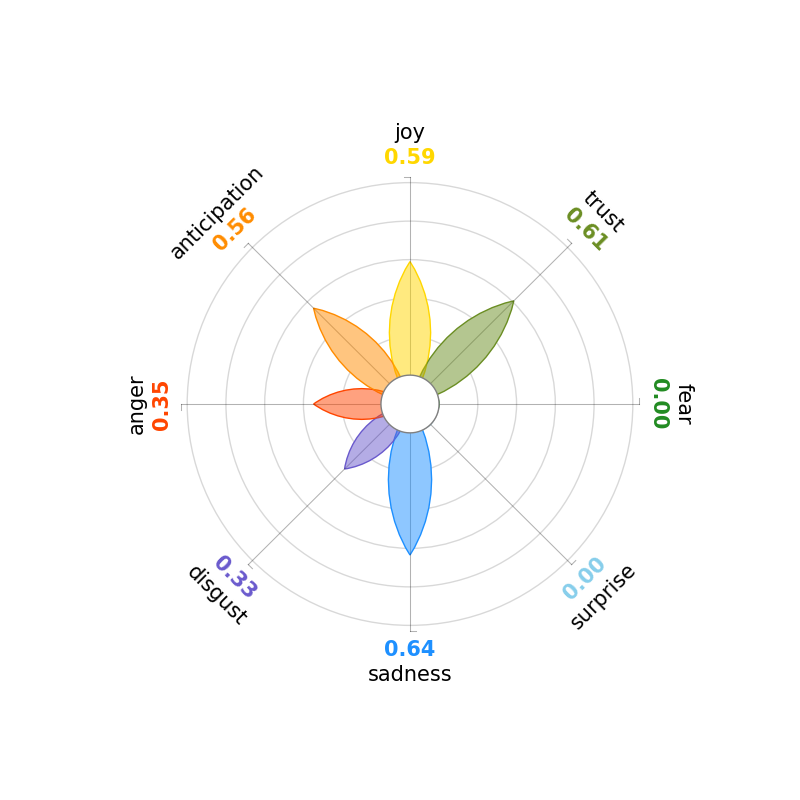 joy
0.59
trust
0.61
fear
0.00
surprise
0.00
0.64
sadness
0.33
disgust
anger
0.35
anticipation
0.56